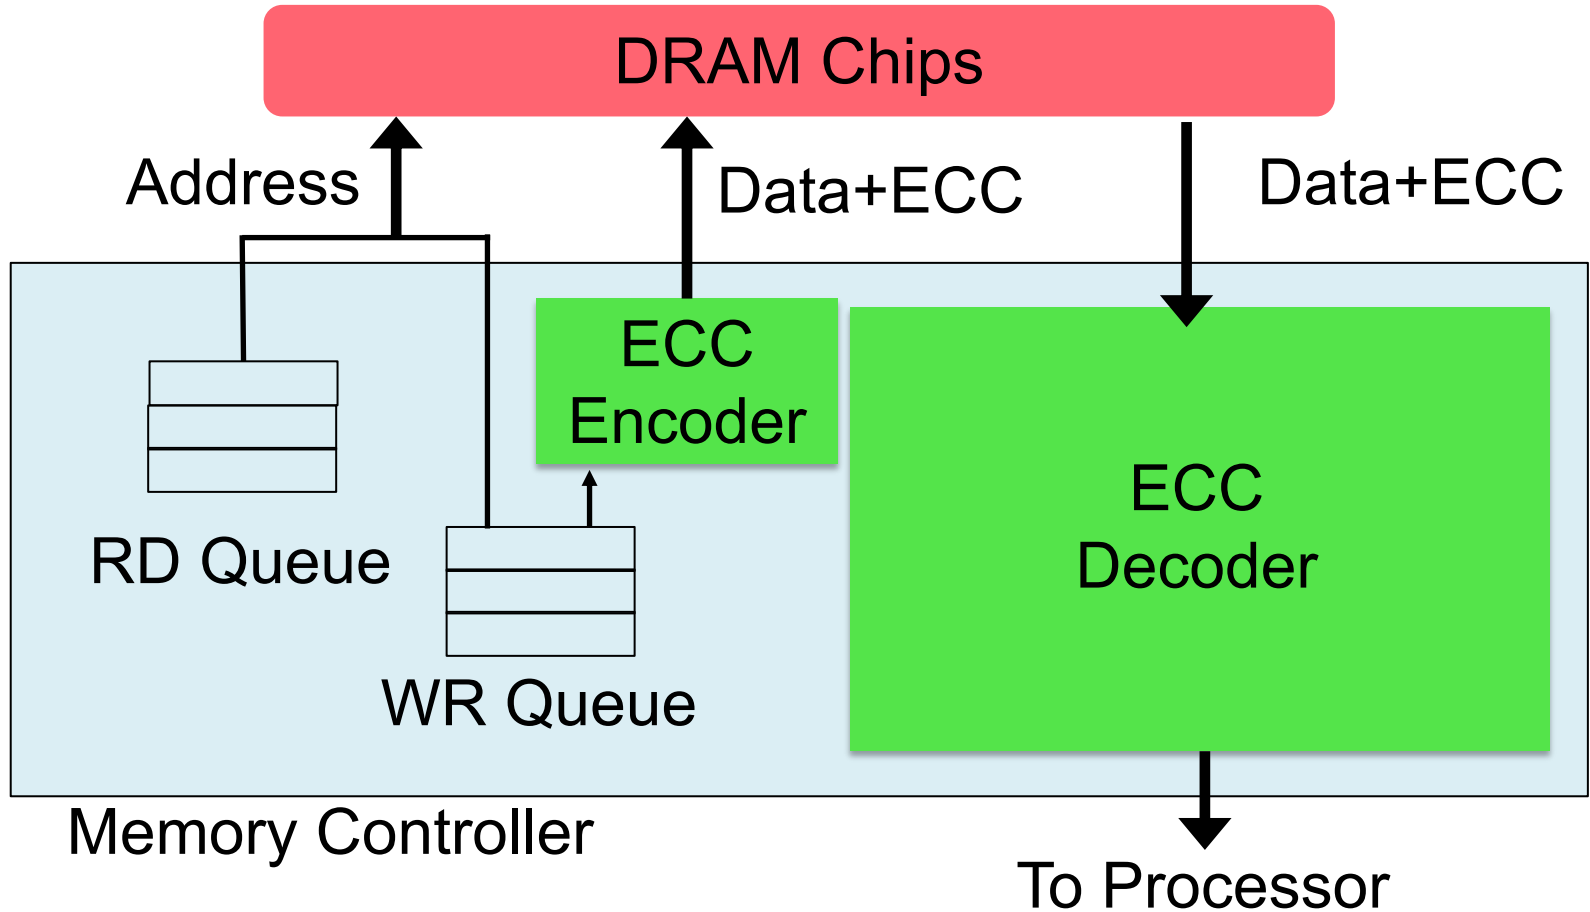 DRAM Chips
Address
Data+ECC
Data+ECC
ECC
Encoder
ECC
Decoder
RD Queue
WR Queue
Memory Controller
To Processor